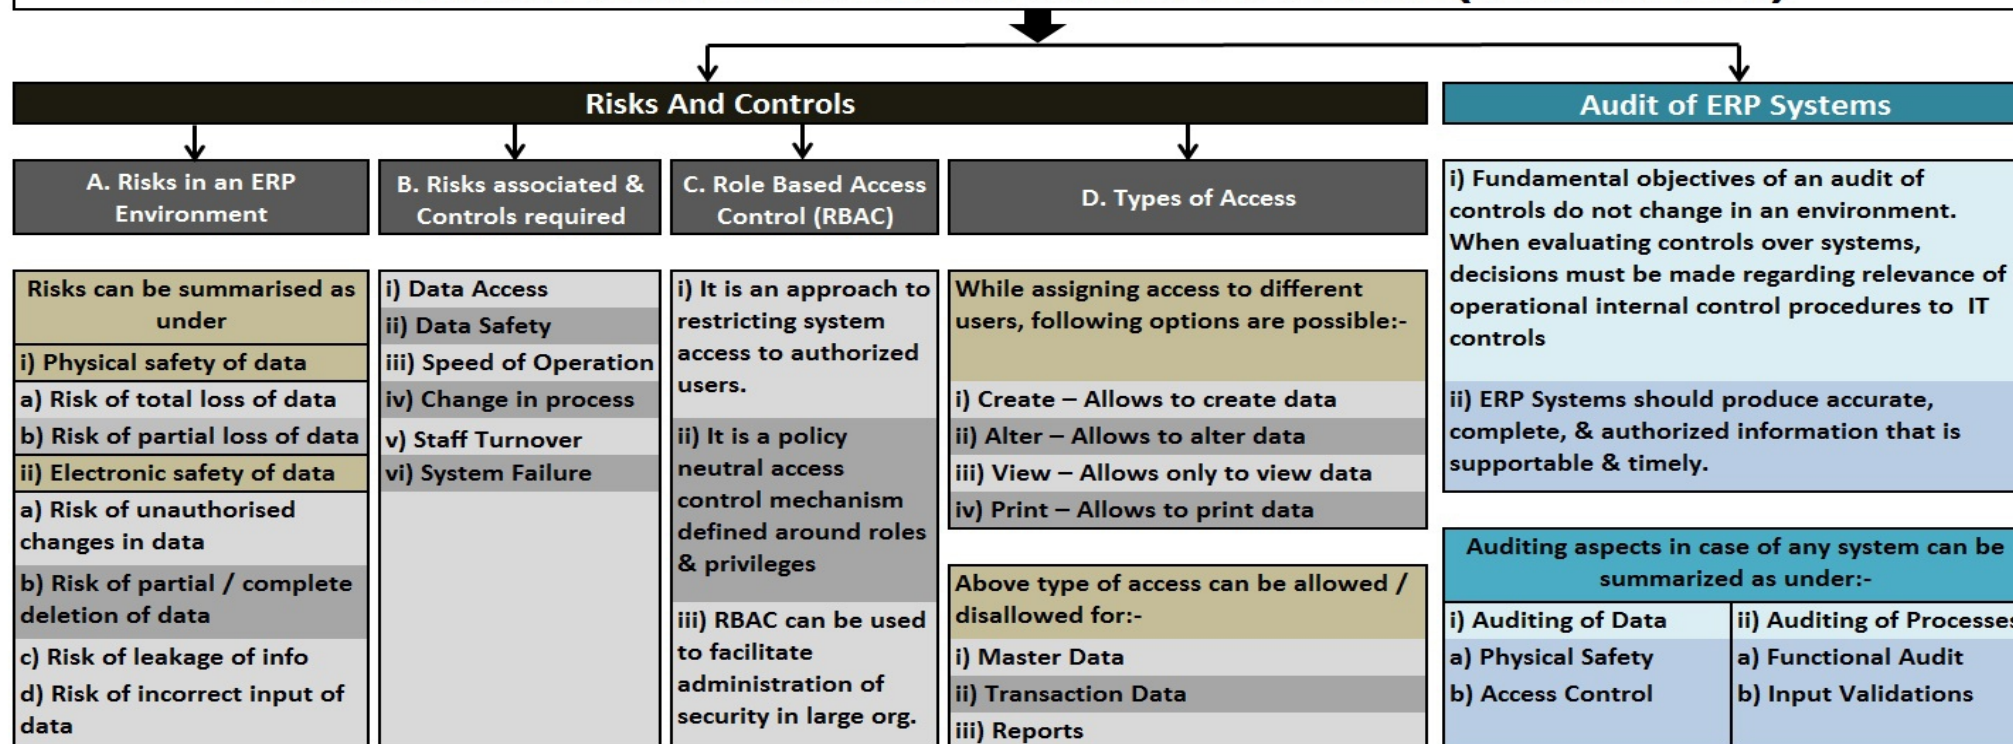 Risks And Controls
A. Risks in an ERP
Environment
Risks can be summarised as
under
i) Physical safety of data
a) Risk of total loss of data
b) Risk of partial loss of data
ii) Electronic safety of data
a) Risk of unauthorised
changes in data
b) Risk of partial / complete
deletion of data
c) Risk of leakage of info
d) Risk of incorrect input of
data
B. Risks associated &
Controls required
i) Data Access
ii) Data Safety
iii) Speed of Operation
iv) Change in process
v) Staff Turnover
vi) System Failure
C. Role Based Access
Control (RBAC)
i) It is an approach to
restricting system
access to authorized
users.
ii) It is a policy
neutral access
control mechanism
defined around roles
& privileges
iii) RBAC can be used
to facilitate
administration of
security in large org.
D. Types of Access
While assigning access to different
users, following options are possible:-
i) Create – Allows to create data
ii) Alter – Allows to alter data
iii) View – Allows only to view data
iv) Print – Allows to print data
Above type of access can be allowed /
disallowed for:-
i) Master Data
ii) Transaction Data
iii) Reports
Audit of ERP Systems
i) Fundamental objectives of an audit of
controls do not change in an environment.
When evaluating controls over systems,
decisions must be made regarding relevance of
operational internal control procedures to IT
controls
ii) ERP Systems should produce accurate,
complete, & authorized information that is
supportable & timely.
Auditing aspects in case of any system can be
summarized as under:-
i) Auditing of Data
a) Physical Safety
b) Access Control
ii) Auditing of Processes
a) Functional Audit
b) Input Validations